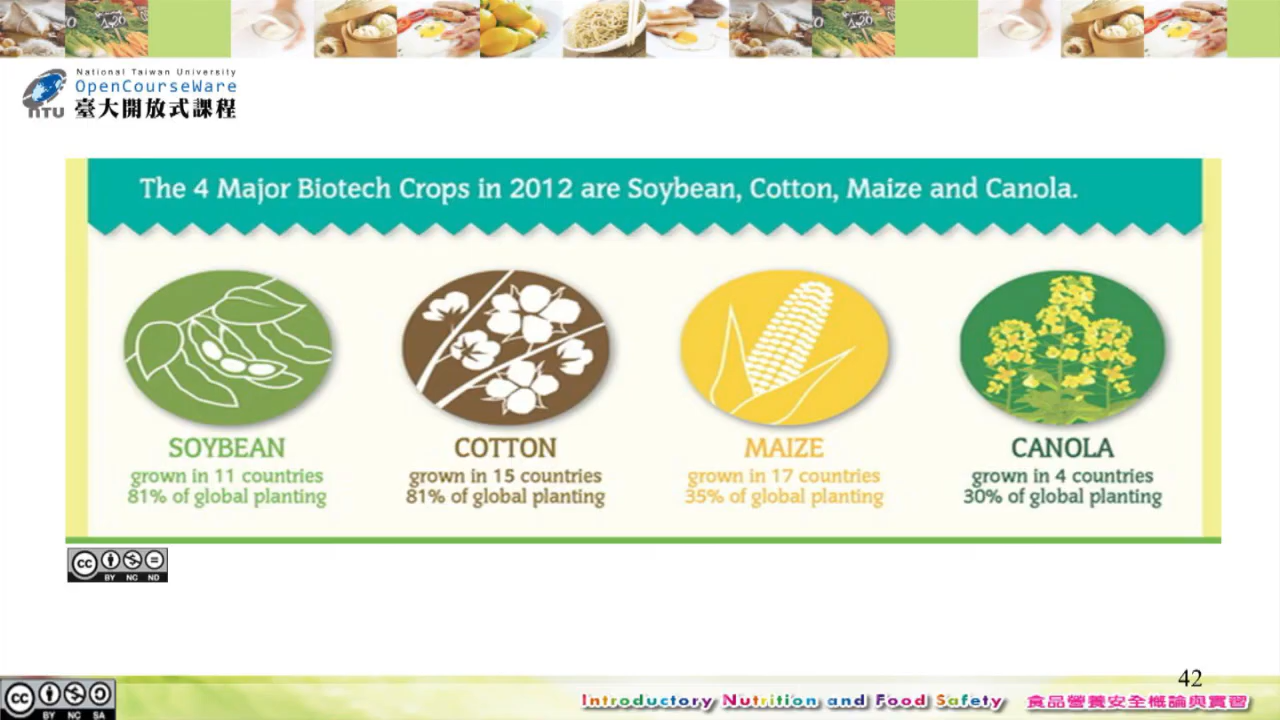 National Taiwan University
OpenCourseWare
NTU 臺大開放式課程
The 4 Major Biotech Crops in 2012 are Soybean, Cotton, Maize and Canola.
SOYBEAN
grown in 11 countries
81% of global planting
COTTON
grown in 15 countries
81% of global planting
MAIZE
grown in 17 countries
35% of global planting
CANOLA
grown in 4 countries
30% of global planting
cc
BY NC ND
42
cc
BY NC SA
Introductory Nutrition and Food Safety 食品營養安全概論與實習